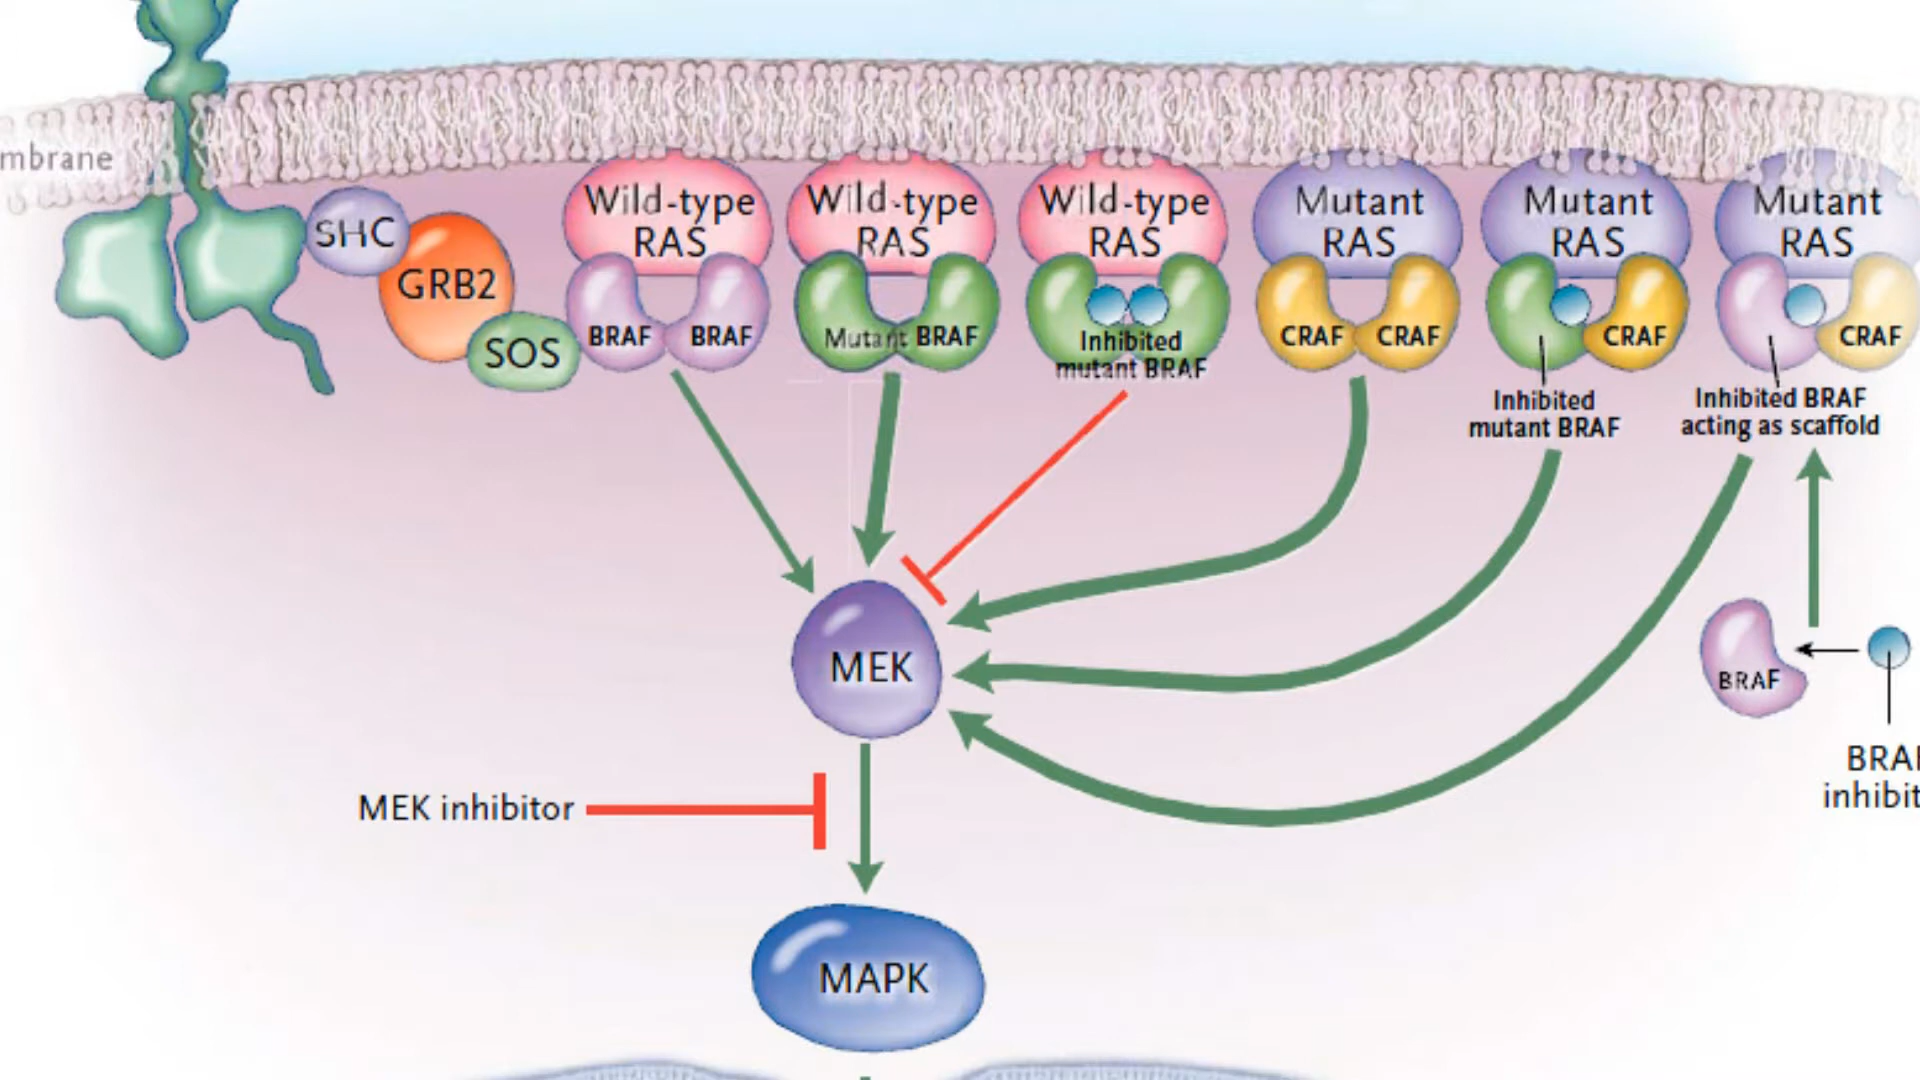 mbrane
SHC
GRB2
SOS
Wild-type
RAS
BRAF BRAF
Wild-type
RAS
Mutant BRAF
Wild-type
RAS
Inhibited
mutant BRAF
Mutant
RAS
CRAF CRAF
Mutant
RAS
CRAF
Inhibited
mutant BRAF
Mutant
RAS
CRAF
Inhibited BRAF
acting as scaffold
MEK
BRAF
BRAF
inhibit
MEK inhibitor
MAPK